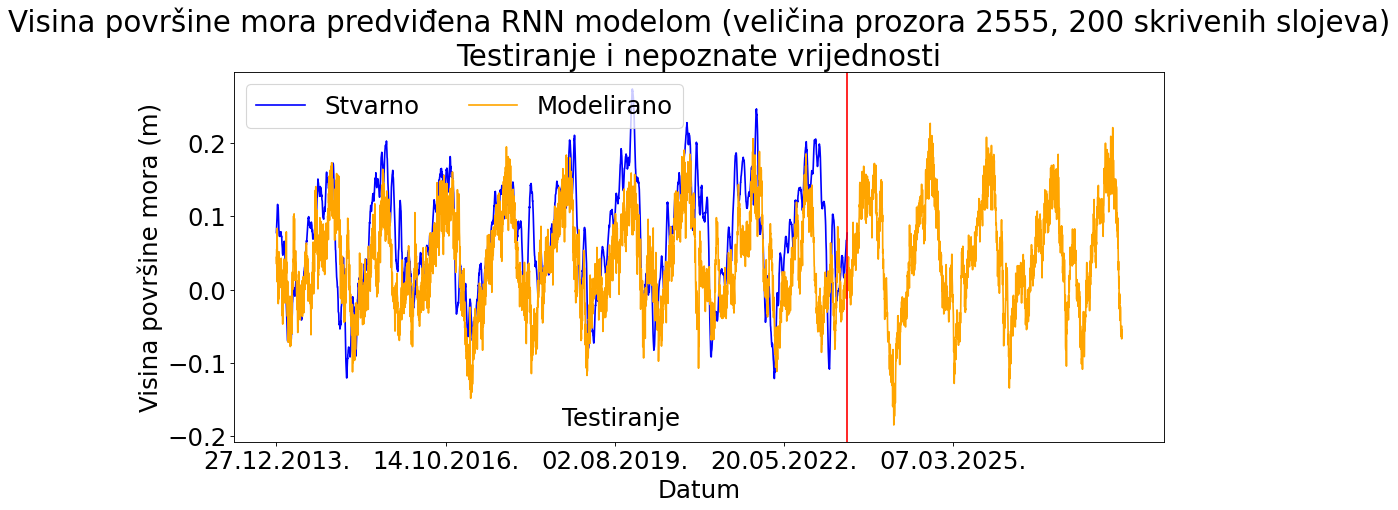 Visina površine mora predviđena RNN modelom (veličina prozora 2555, 200 skrivenih slojeva)
Testiranje i nepoznate vrijednosti
Stvarno
Modelirano
Visina površine mora (m)
0.2
0.1
0.0
−0.1
−0.2
Testiranje
27.12.2013.
14.10.2016.
02.08.2019.
20.05.2022.
07.03.2025.
Datum